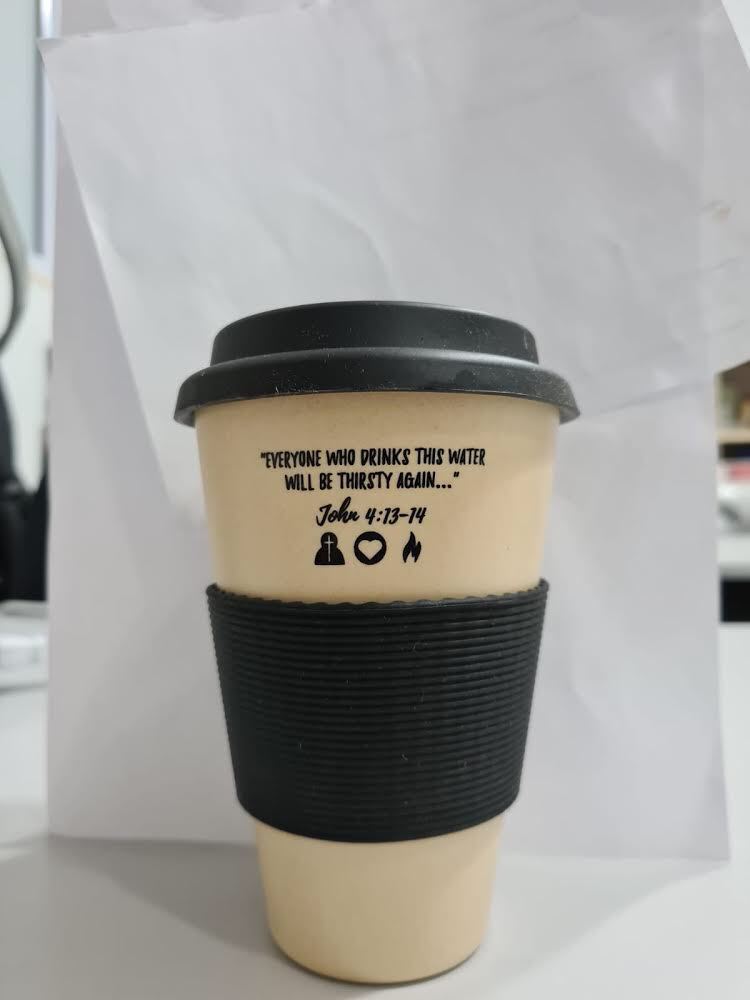 "EVERYONE WHO DRINKS THIS WATER
WILL BE THIRSTY AGAIN..."
John 4:13-14